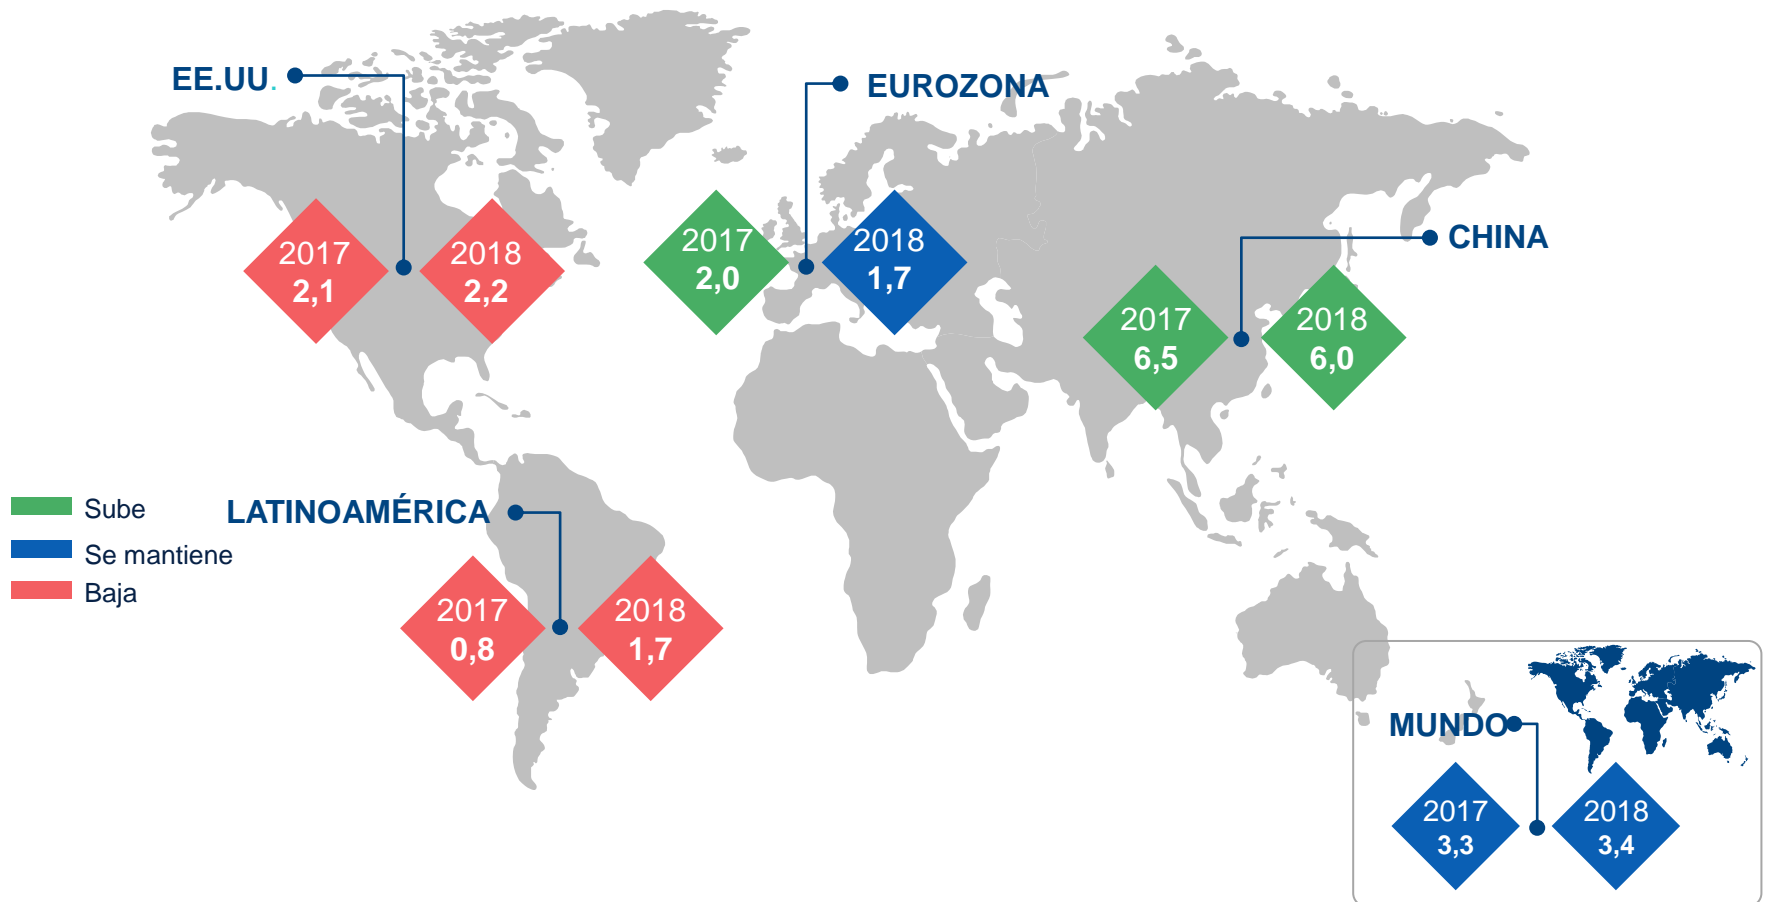 EE.UU.
2017
2,1
2018
2,2
EUROZONA
2017
2,0
2018
1,7
CHINA
2017
6,5
2018
6,0
Sube
Se mantiene
Baja
LATINOAMÉRICA
2017
0,8
2018
1,7
MUNDO
2017
3,3
2018
3,4